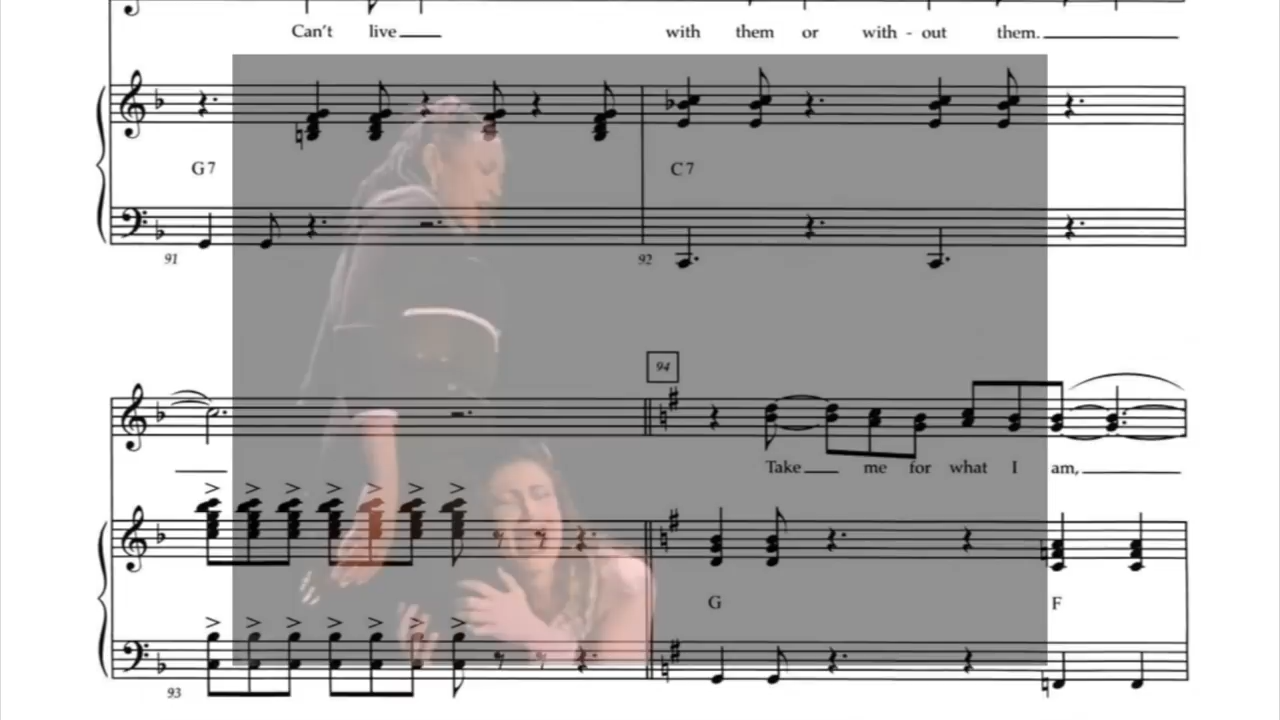 Can't live with them or with - out them.
G7 C7
91 92
94
Take me for what I am,
G F
93